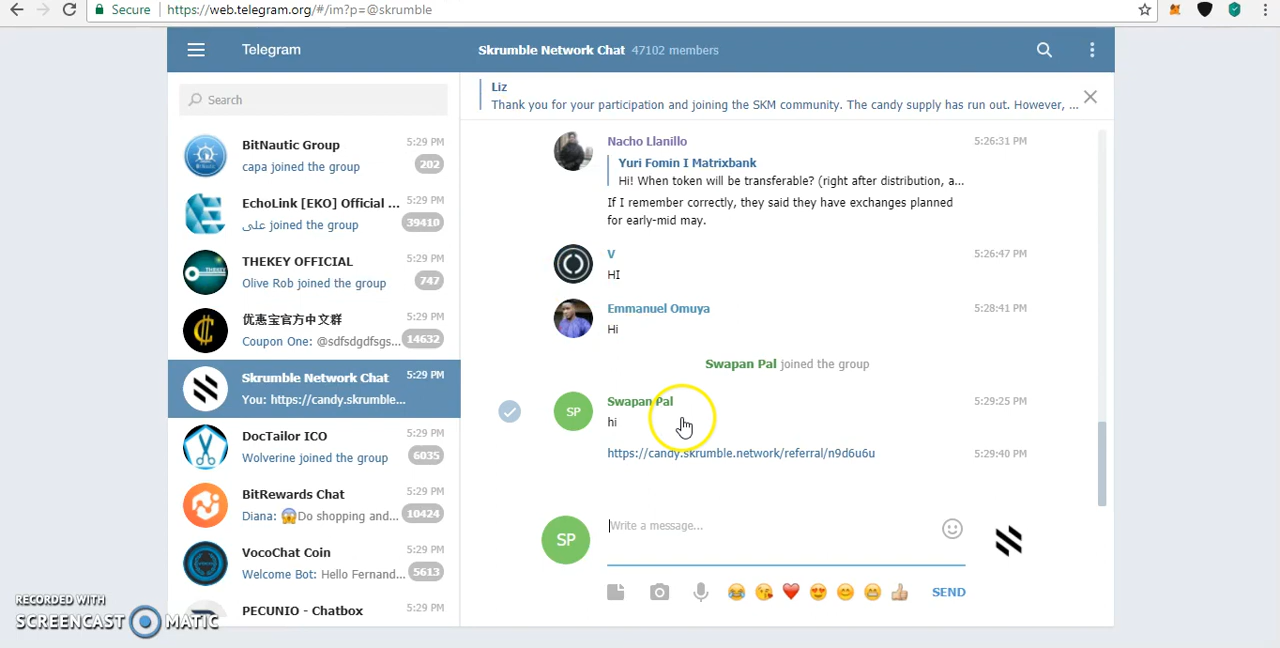 Secure https://web.telegram.org/#/im?p=@skrumble
Telegram
Skrumble Network Chat 47102 members
Search
Liz
Thank you for your participation and joining the SKM community. The candy supply has run out. However, ...
BitNautic Group 5:29 PM
capa joined the group 202
EchoLink [EKO] Official ... 5:29 PM
على joined the group 39410
THEKEY OFFICIAL 5:29 PM
Olive Rob joined the group 747
优惠宝官方中文群 5:29 PM
Coupon One: @sdfsdgdfsgs... 14632
Skrumble Network Chat 5:29 PM
You: https://candy.skrumble...
DocTailor ICO 5:29 PM
Wolverine joined the group 6035
BitRewards Chat 5:29 PM
Diana: 😱Do shopping and... 10424
VocoChat Coin 5:29 PM
Welcome Bot: Hello Fernand... 5613
PECUNIO - Chatbox 5:29 PM
Nacho Llanillo 5:26:31 PM
Yuri Fomin I Matrixbank
Hi! When token will be transferable? (right after distribution, a...
If I remember correctly, they said they have exchanges planned
for early-mid may.
V 5:26:47 PM
HI
Emmanuel Omuya 5:28:41 PM
Hi
Swapan Pal joined the group
SP
Swapan Pal 5:29:25 PM
hi
https://candy.skrumble.network/referral/n9d6u6u 5:29:40 PM
SP
Write a message...
😂 😘 ❤️ 😍 😊 😁 👍 SEND
RECORDED WITH
SCREENCAST MATIC